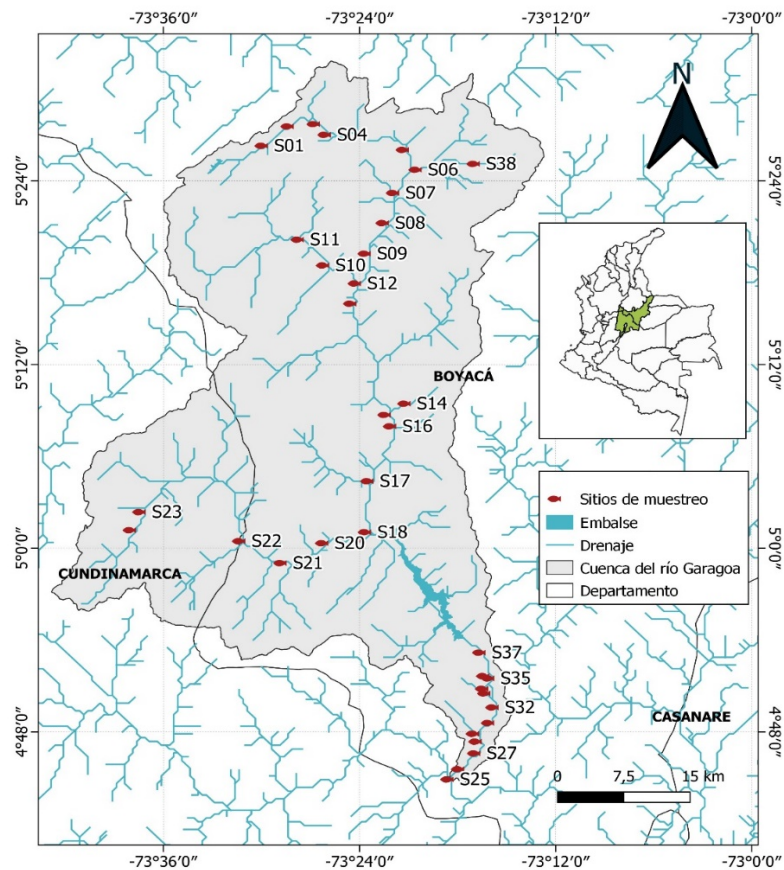 -73°36′0″ -73°24′0″ -73°12′0″ -73°0′0″
N
S04
S01
S06 S38
5°24′0″ 5°24′0″
S07
S08
S11
S09
S10
S12
5°12′0″ 5°12′0″
BOYACÁ
S14
S16
S17
Sitios de muestreo
Embalse
Drenaje
Cuenca del río Garagoa
Departamento
S23
S18
S22 S20
5°0′0″ 5°0′0″
S21
CUNDINAMARCA
S37
S35
S32
CASANARE
4°48′0″ 4°48′0″
S27
S25
0 7,5 15 km
-73°36′0″ -73°24′0″ -73°12′0″ -73°0′0″